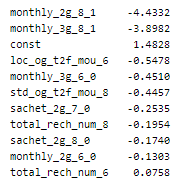 monthly_2g_8_1 -4.4332
monthly_3g_8_1 -3.8982
const 1.4828
loc_og_t2f_mou_6 -0.5478
monthly_3g_6_0 -0.4510
std_og_t2f_mou_8 -0.4457
sachet_2g_7_0 -0.2535
total_rech_num_8 -0.1954
sachet_2g_8_0 -0.1740
monthly_2g_6_0 -0.1303
total_rech_num_6 0.0758